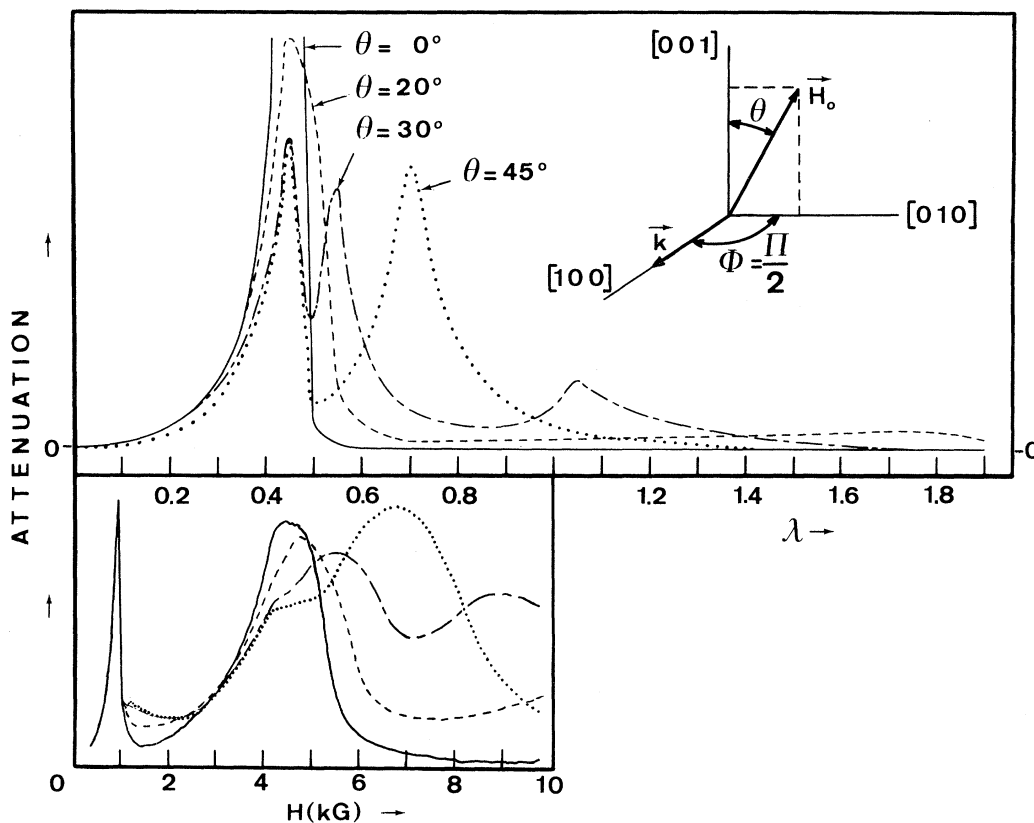 θ = 0°
θ = 20°
θ = 30°
θ = 45°
[001]
H₀
θ
[010]
k
[100]
Φ = Π/2
ATTENUATION
0
0
0.2 0.4 0.6 0.8 1.2 1.4 1.6 1.8
λ →
0 2 4 6 8 10
H(kG) →